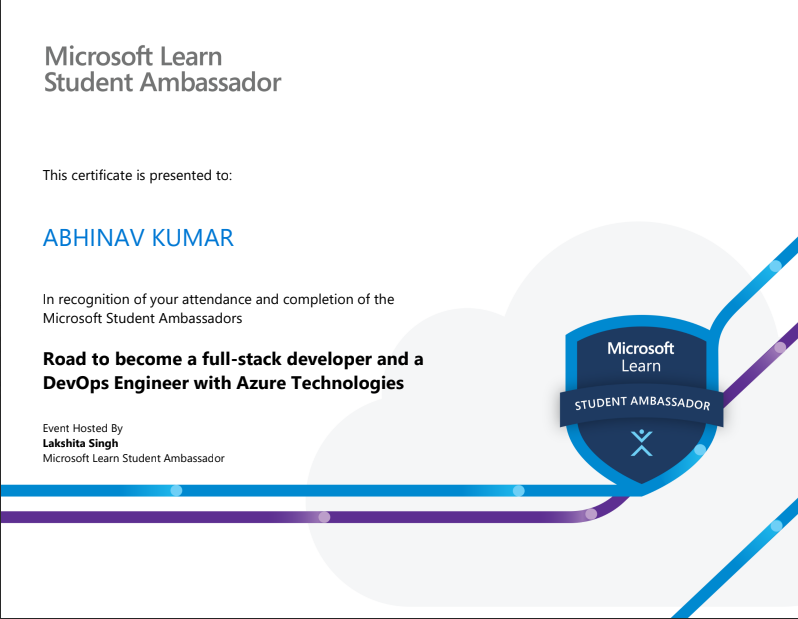 Microsoft Learn
Student Ambassador
This certificate is presented to:
ABHINAV KUMAR
In recognition of your attendance and completion of the
Microsoft Student Ambassadors
Road to become a full-stack developer and a
DevOps Engineer with Azure Technologies
Event Hosted By
Lakshita Singh
Microsoft Learn Student Ambassador
Microsoft
Learn
STUDENT AMBASSADOR